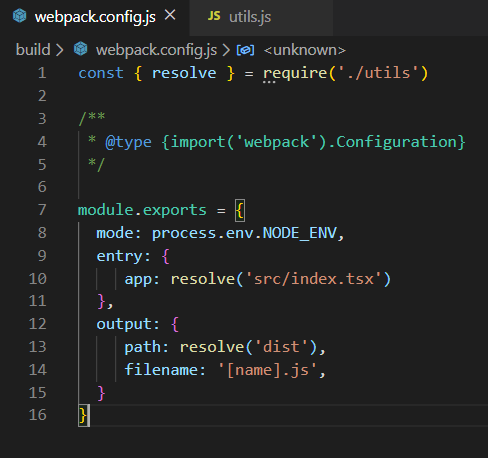 webpack.config.js
utils.js
build > webpack.config.js > <unknown>
1 const { resolve } = require('./utils')
2
3 /**
4  * @type {import('webpack').Configuration}
5  */
6
7 module.exports = {
8   mode: process.env.NODE_ENV,
9   entry: {
10     app: resolve('src/index.tsx')
11   },
12   output: {
13     path: resolve('dist'),
14     filename: '[name].js',
15   }
16 }